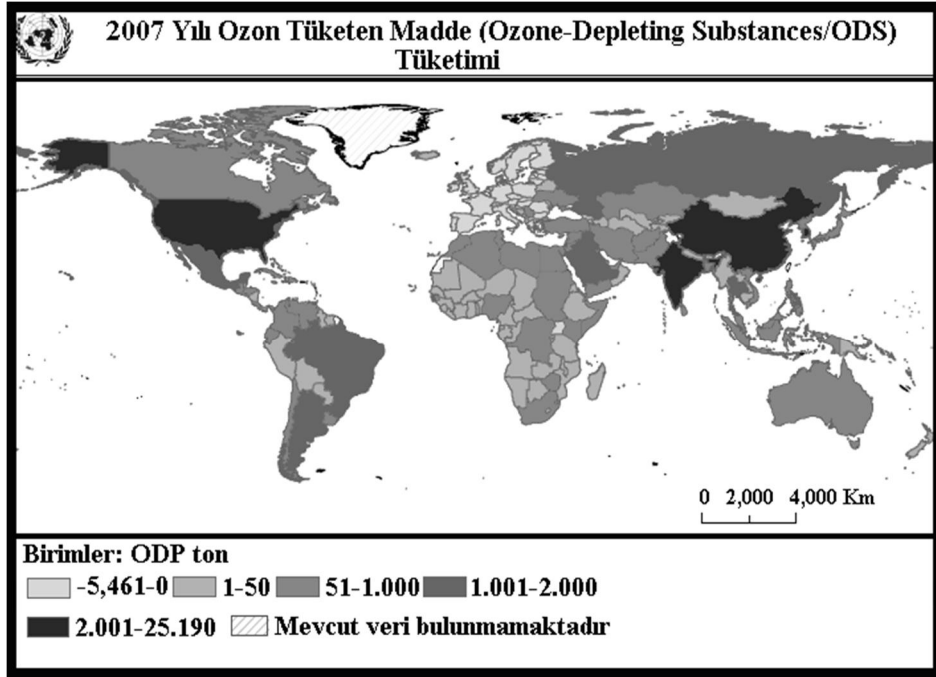 2007 Yılı Ozon Tüketen Madde (Ozone-Depleting Substances/ODS)
Tüketimi
0 2,000 4,000 Km
Birimler: ODP ton
-5,461-0 1-50 51-1.000 1.001-2.000
2.001-25.190 Mevcut veri bulunmamaktadır